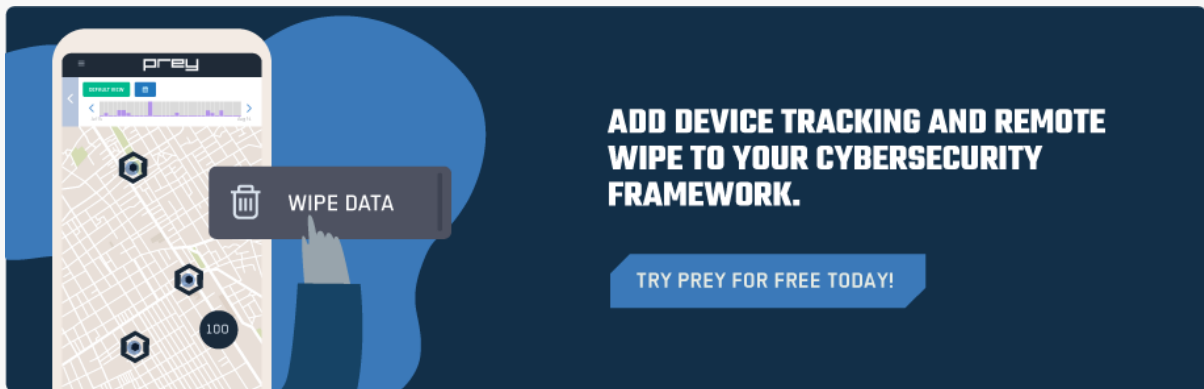 prey
DEFAULT VIEW
WIPE DATA
100
ADD DEVICE TRACKING AND REMOTE
WIPE TO YOUR CYBERSECURITY
FRAMEWORK.
TRY PREY FOR FREE TODAY!